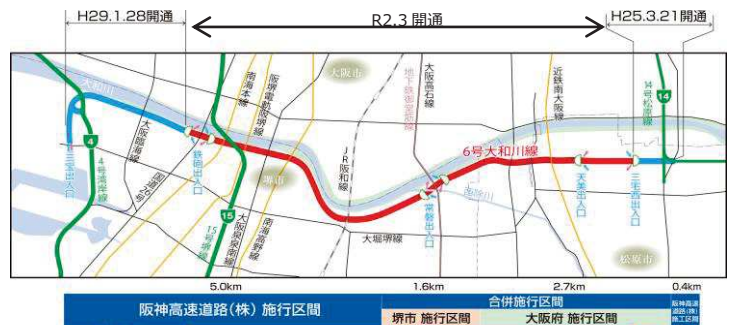 H29.1.28開通
R2.3 開通
H25.3.21開通
大和川
三宝出入口
4
4号湾岸線
大阪臨海線
国道26号
鉄砲出入口
南海本線
阪堺電軌阪堺線
15
15号堺線
大阪泉南線
南海高野線
大阪市
堺市
JR阪和線
大堀堺線
地下鉄御堂筋線
大阪高石線
常磐出入口
6号大和川線
近鉄南大阪線
天美出入口
三宅西出入口
14号松原線
14
松原市
5.0km
1.6km
2.7km
0.4km
阪神高速道路(株) 施行区間
合併施行区間
堺市 施行区間
大阪府 施行区間
阪神高速
道路(株)
施工区間